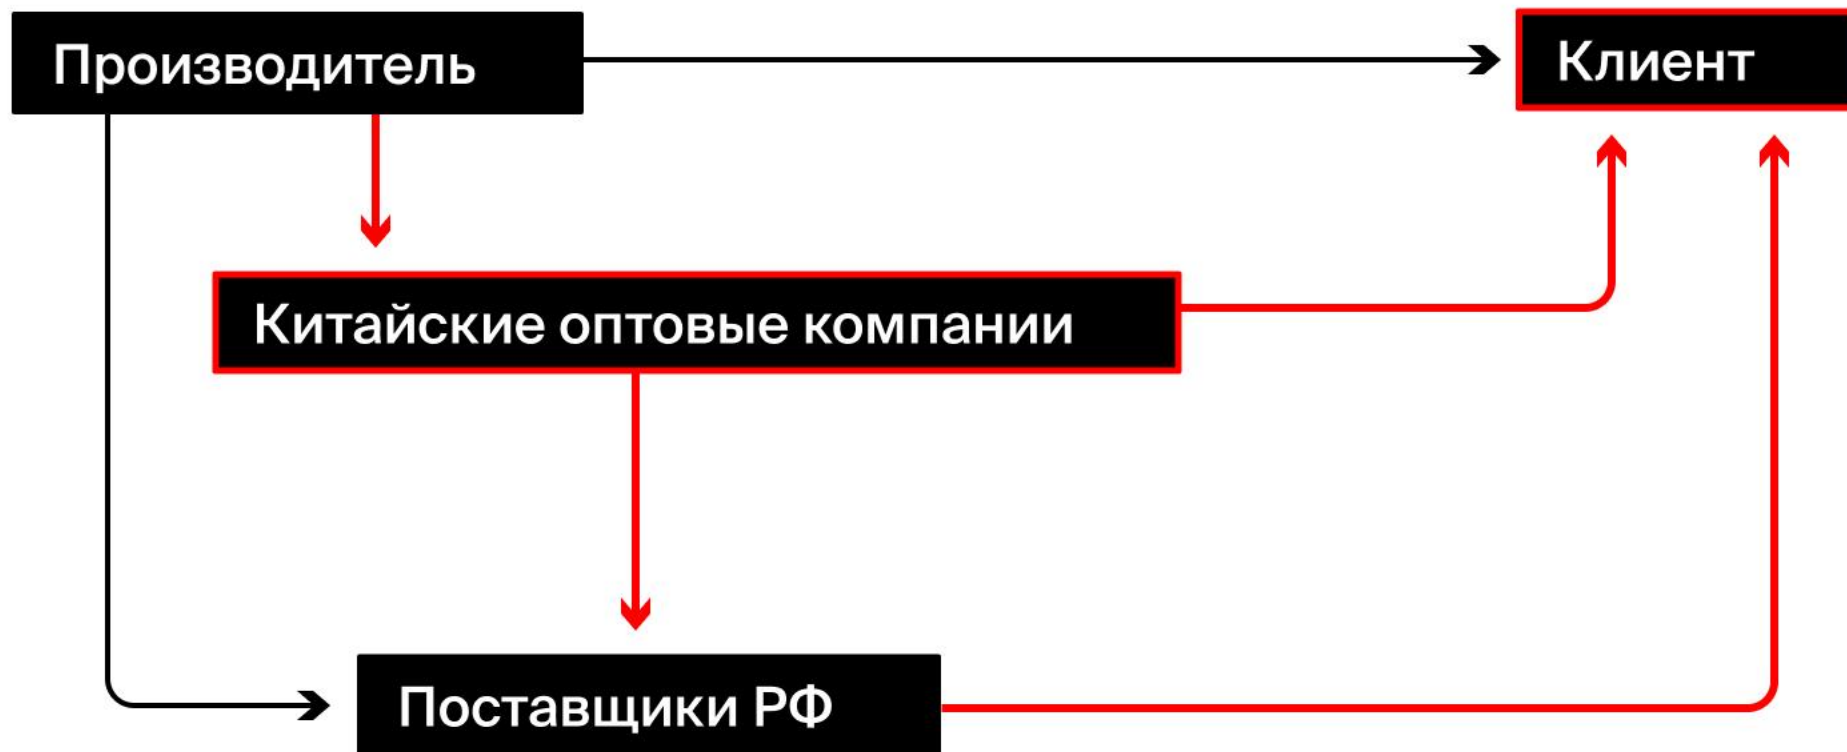 Производитель
Клиент
Китайские оптовые компании
Поставщики РФ